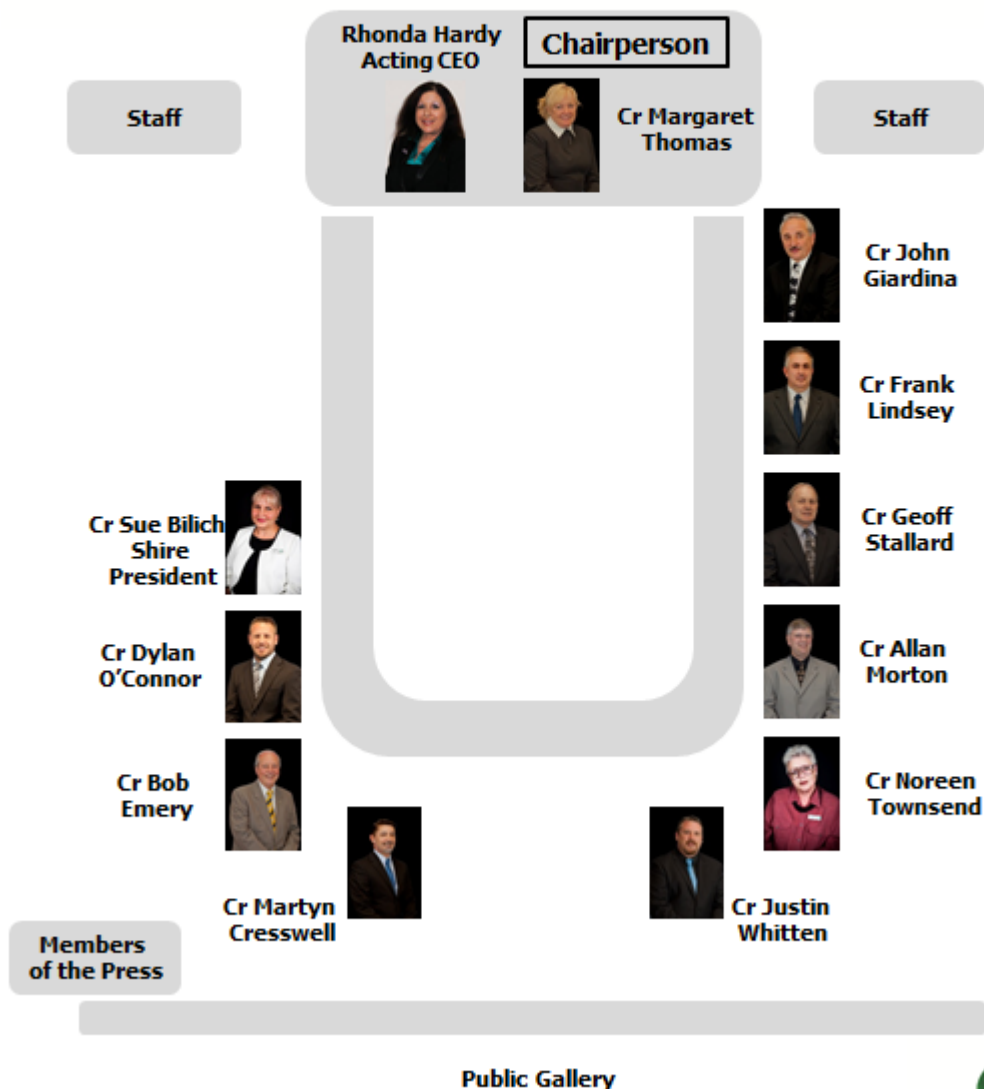 Rhonda Hardy
Acting CEO
Chairperson
Cr Margaret
Thomas
Staff
Staff
Cr John
Giardina
Cr Frank
Lindsey
Cr Geoff
Stallard
Cr Allan
Morton
Cr Noreen
Townsend
Cr Sue Bilich
Shire
President
Cr Dylan
O'Connor
Cr Bob
Emery
Cr Martyn
Cresswell
Cr Justin
Whitten
Members
of the Press
Public Gallery